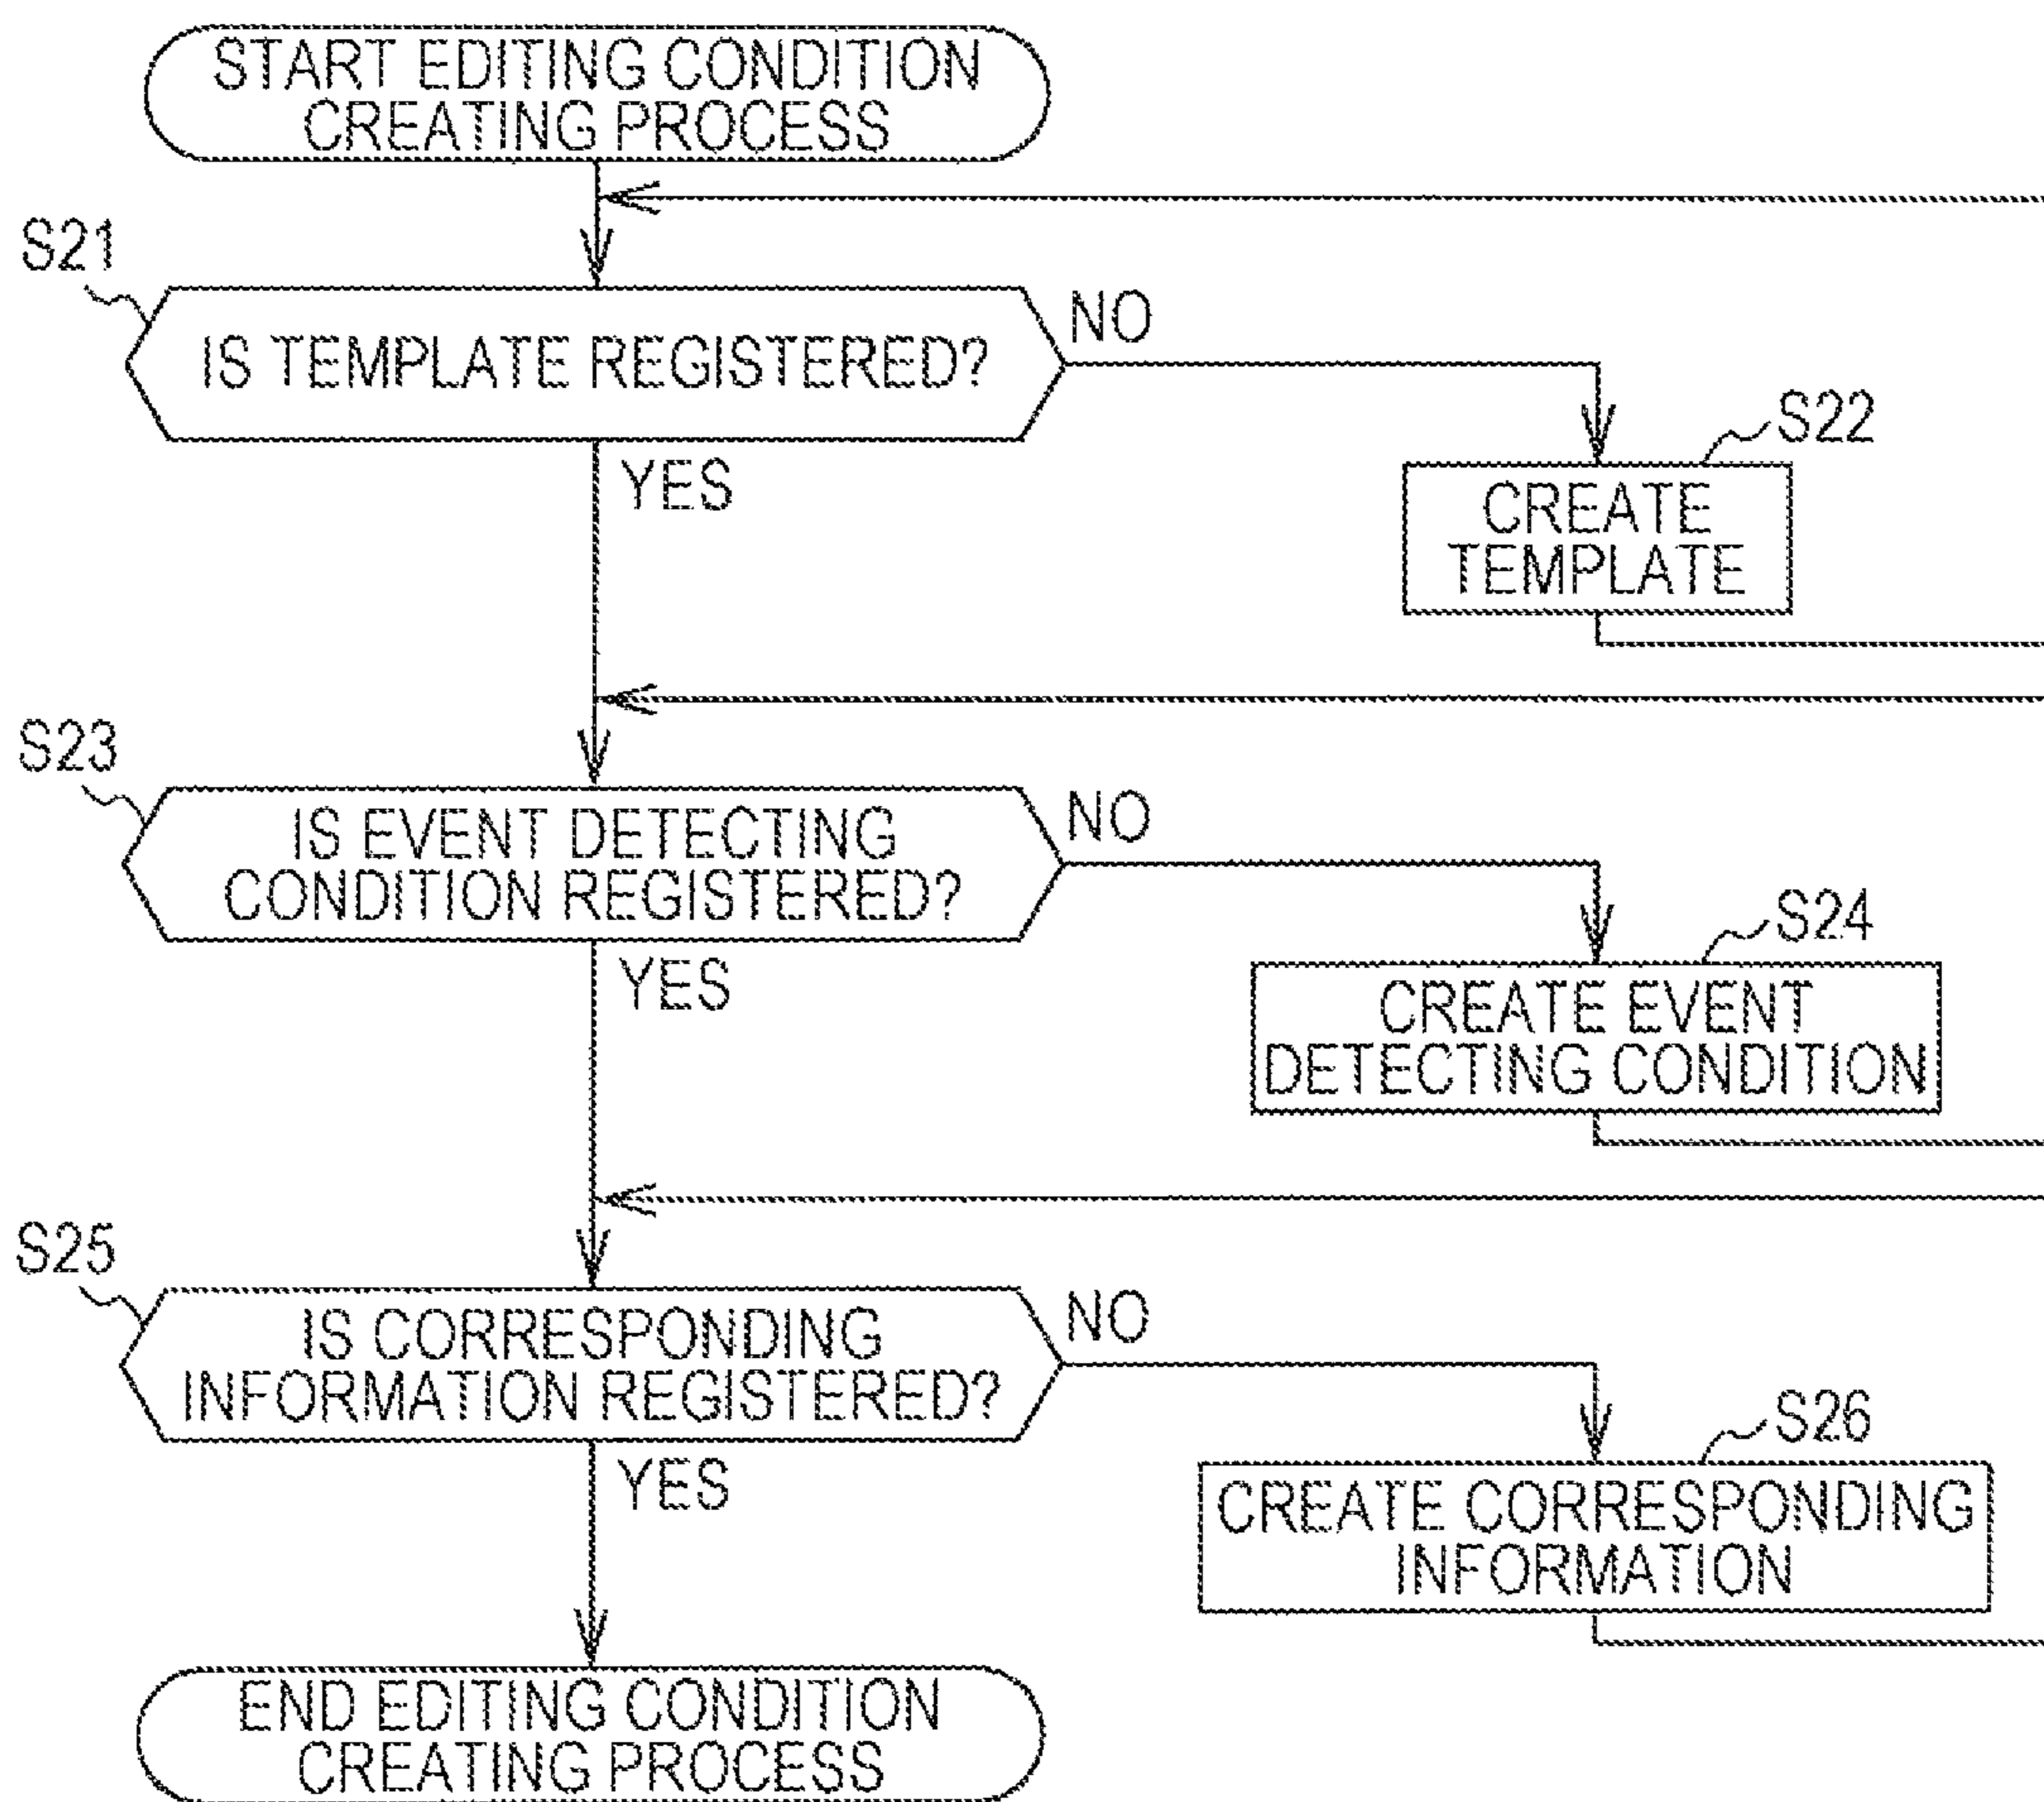 START EDITING CONDITION
CREATING PROCESS
S21
IS TEMPLATE REGISTERED?
NO
YES
S22
CREATE
TEMPLATE
S23
IS EVENT DETECTING
CONDITION REGISTERED?
NO
YES
S24
CREATE EVENT
DETECTING CONDITION
S25
IS CORRESPONDING
INFORMATION REGISTERED?
NO
YES
S26
CREATE CORRESPONDING
INFORMATION
END EDITING CONDITION
CREATING PROCESS